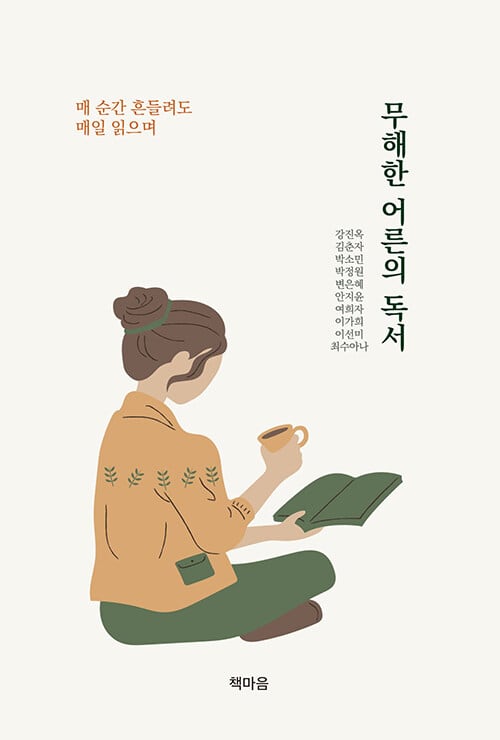 매 순간 흔들려도
매일 읽으며
무해한 어른의 독서
강진옥
김춘자
박소민
박정원
변은혜
안지윤
여희자
이가희
이선미
최수아나
책마음